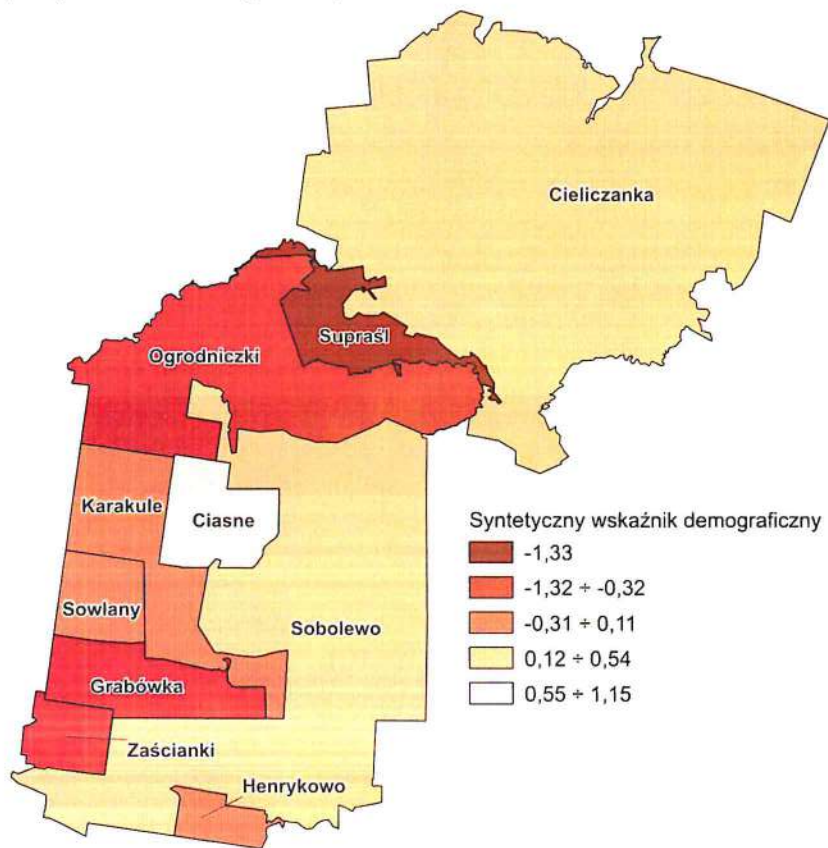 Cieliczanka
Supraśl
Ogrodniczki
Karakule
Ciasne
Syntetyczny wskaźnik demograficzny
-1,33
-1,32 ÷ -0,32
-0,31 ÷ 0,11
0,12 ÷ 0,54
0,55 ÷ 1,15
Sowlany
Sobolewo
Grabówka
Zaścianki
Henrykowo